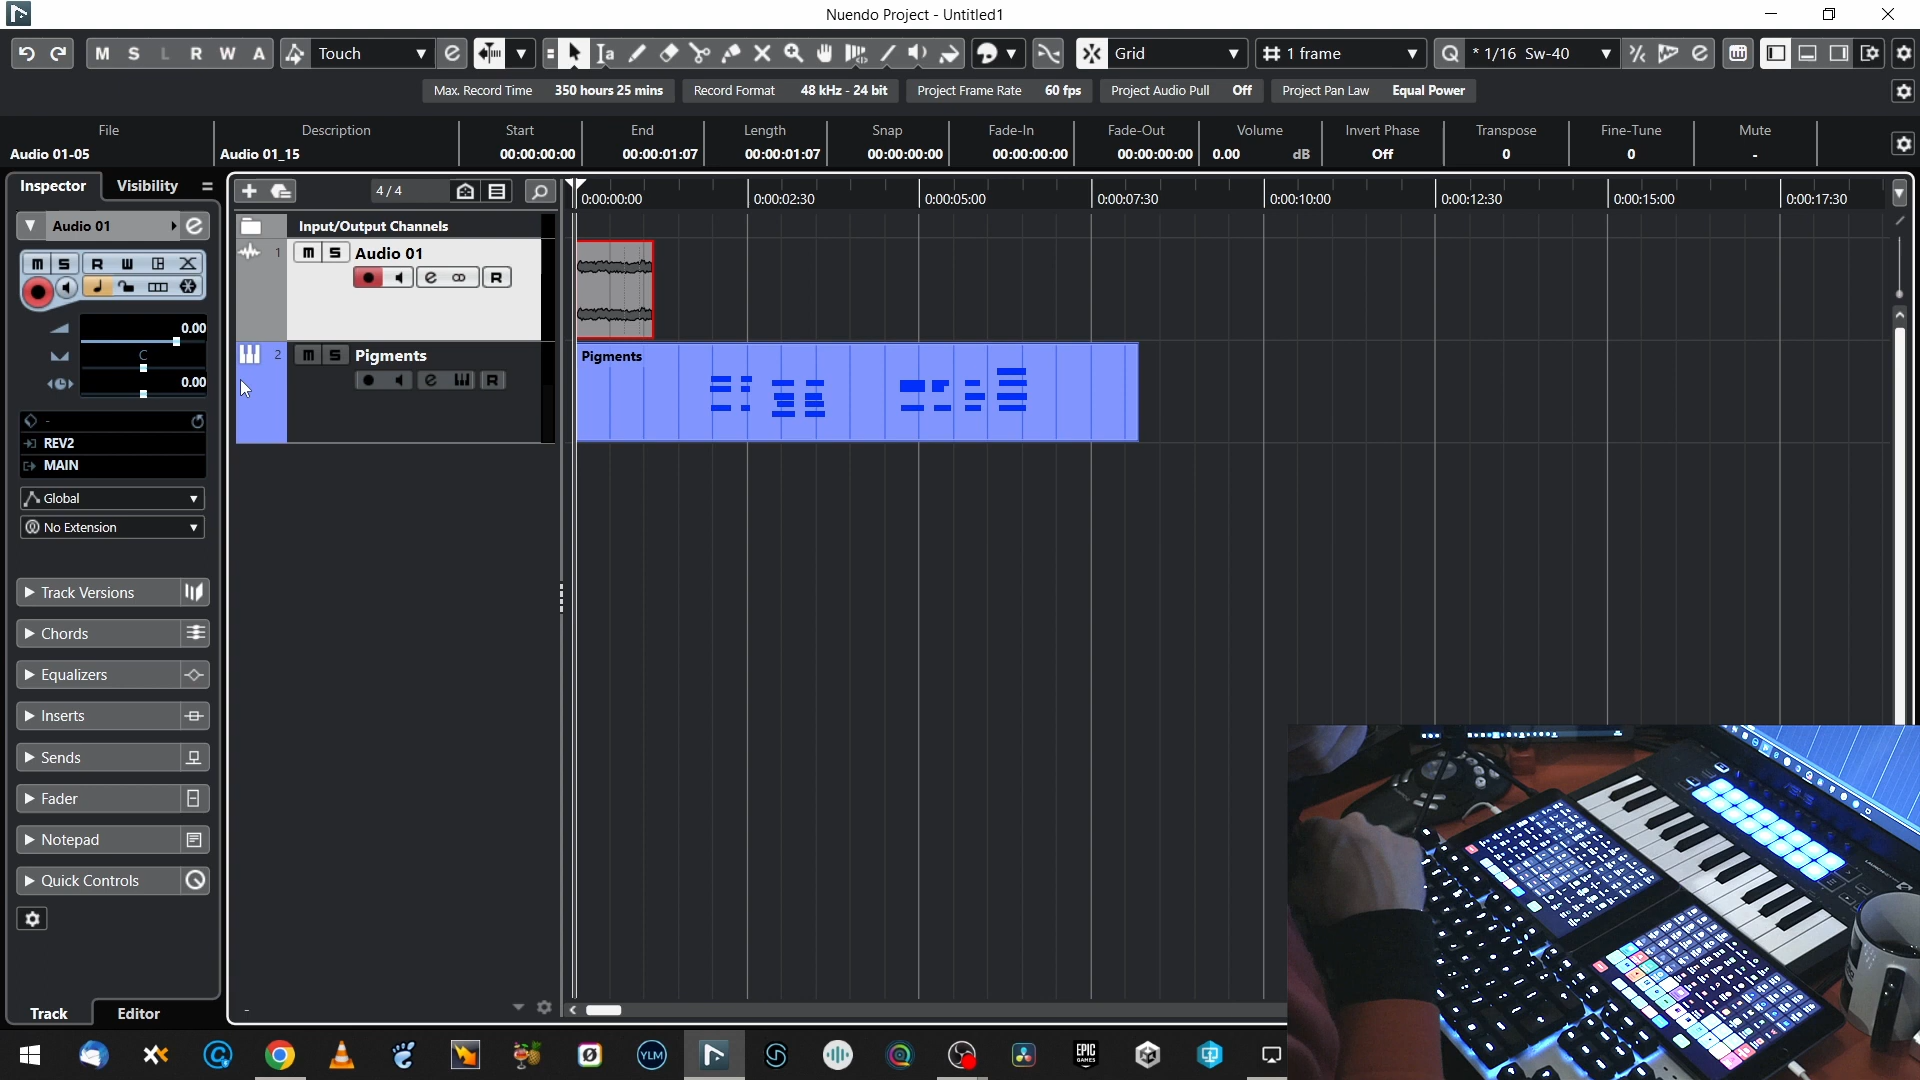 Nuendo Project - Untitled1
M S L R W A Touch Grid 1 frame Q * 1/16 Sw-40
Max. Record Time 350 hours 25 mins Record Format 48 kHz - 24 bit Project Frame Rate 60 fps Project Audio Pull Off Project Pan Law Equal Power
File Description Start End Length Snap Fade-In Fade-Out Volume Invert Phase Transpose Fine-Tune Mute
Audio 01-05 Audio 01_15 00:00:00:00 00:00:01:07 00:00:01:07 00:00:00:00 00:00:00:00 00:00:00:00 0.00 dB Off 0 0 -
Inspector Visibility
4 / 4
0:00:00:00 0:00:02:30 0:00:05:00 0:00:07:30 0:00:10:00 0:00:12:30 0:00:15:00 0:00:17:30
Audio 01
Input/Output Channels
1 M S Audio 01
R
M S R W
2 M S Pigments
R
Pigments
0.00
C
0.00
-
REV2
MAIN
Global
No Extension
Track Versions
Chords
Equalizers
Inserts
Sends
Fader
Notepad
Quick Controls
Track Editor
-
YLM
EPIC
GAMES